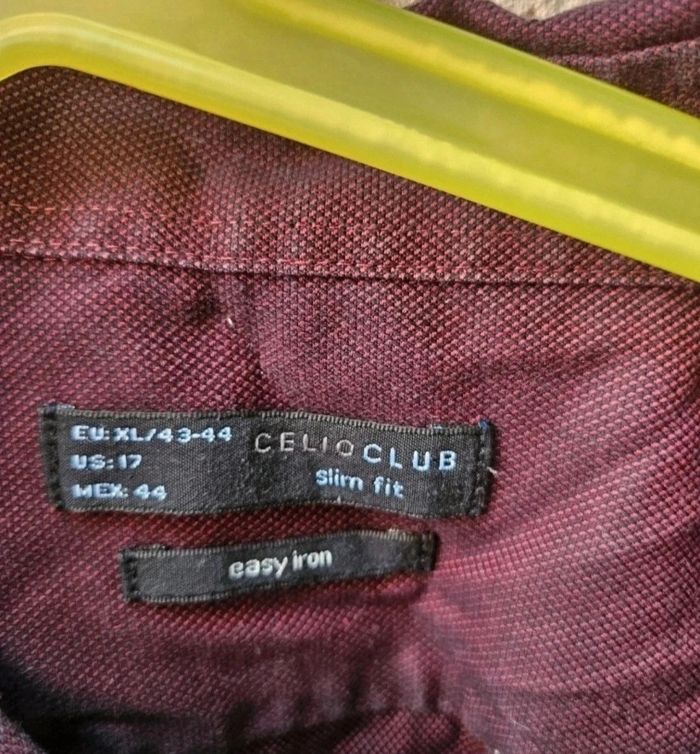 EU: XL/43-44
US: 17
MEX: 44
CELIO CLUB
Slim fit
easy iron